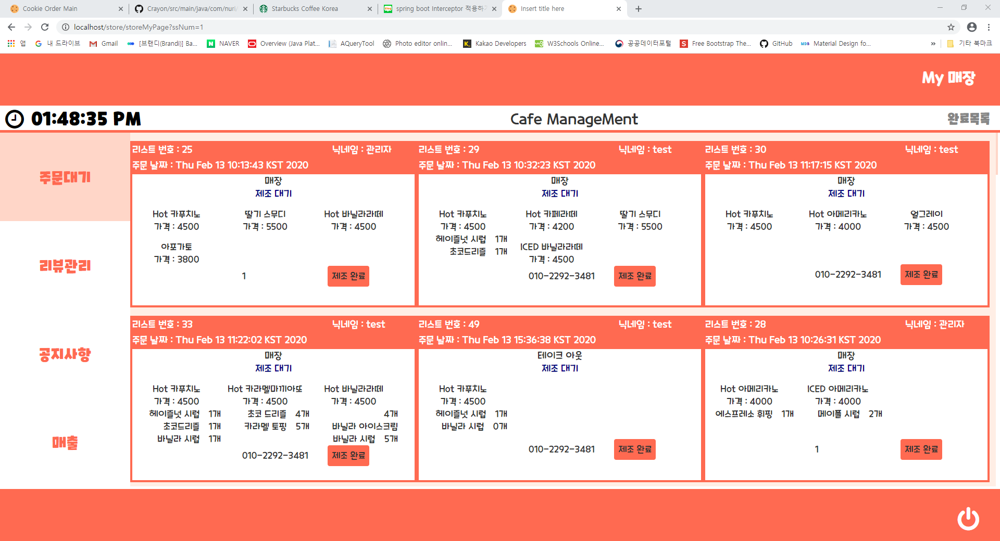 Cookie Order Main
Crayon/src/main/java/com/nuri/
Starbucks Coffee Korea
spring boot Interceptor 적용하기
Insert title here
localhost/store/storeMyPage?ssNum=1
앱
내 드라이브
Gmail
[브랜디(Brandi)] Ba...
NAVER
Overview (Java Plat...
AQueryTool
Photo editor onlin...
Kakao Developers
W3Schools Online...
공공데이터포털
Free Bootstrap The...
GitHub
Material Design fo...
»
기타 북마크
My 매장
01:48:35 PM
Cafe ManageMent
완료목록
주문대기
리뷰관리
공지사항
매출
리스트 번호 : 25 닉네임 : 관리자
주문 날짜 : Thu Feb 13 10:13:43 KST 2020
매장
제조 대기
Hot 카푸치노 딸기 스무디 Hot 바닐라라떼
가격 : 4500 가격 : 5500 가격 : 4500
아포가토
가격 : 3800
1 제조 완료
리스트 번호 : 29 닉네임 : test
주문 날짜 : Thu Feb 13 10:32:23 KST 2020
매장
제조 대기
Hot 카푸치노 Hot 카페라떼 딸기 스무디
가격 : 4500 가격 : 4200 가격 : 5500
헤이즐넛 시럽 1개
초코드리즐 1개
ICED 바닐라라떼
가격 : 4500
010-2292-3481 제조 완료
리스트 번호 : 30 닉네임 : test
주문 날짜 : Thu Feb 13 11:17:15 KST 2020
매장
제조 대기
Hot 카푸치노 Hot 아메리카노 얼그레이
가격 : 4500 가격 : 4000 가격 : 4500
010-2292-3481 제조 완료
리스트 번호 : 33 닉네임 : test
주문 날짜 : Thu Feb 13 11:22:02 KST 2020
매장
제조 대기
Hot 카푸치노 Hot 카라멜마끼아또 Hot 바닐라라떼
가격 : 4500 가격 : 4500 가격 : 4500
헤이즐넛 시럽 1개 초코 드리즐 4개 4개
초코드리즐 1개 카라멜 토핑 5개 바닐라 아이스크림
바닐라 시럽 1개 바닐라 시럽 5개
010-2292-3481 제조 완료
리스트 번호 : 49 닉네임 : test
주문 날짜 : Thu Feb 13 15:36:38 KST 2020
테이크 아웃
제조 대기
Hot 카푸치노
가격 : 4500
헤이즐넛 시럽 1개
바닐라 시럽 0개
010-2292-3481 제조 완료
리스트 번호 : 28 닉네임 : 관리자
주문 날짜 : Thu Feb 13 10:26:31 KST 2020
매장
제조 대기
Hot 아메리카노 ICED 아메리카노
가격 : 4000 가격 : 4000
에스프레소 휘핑 1개 메이플 시럽 2개
1 제조 완료